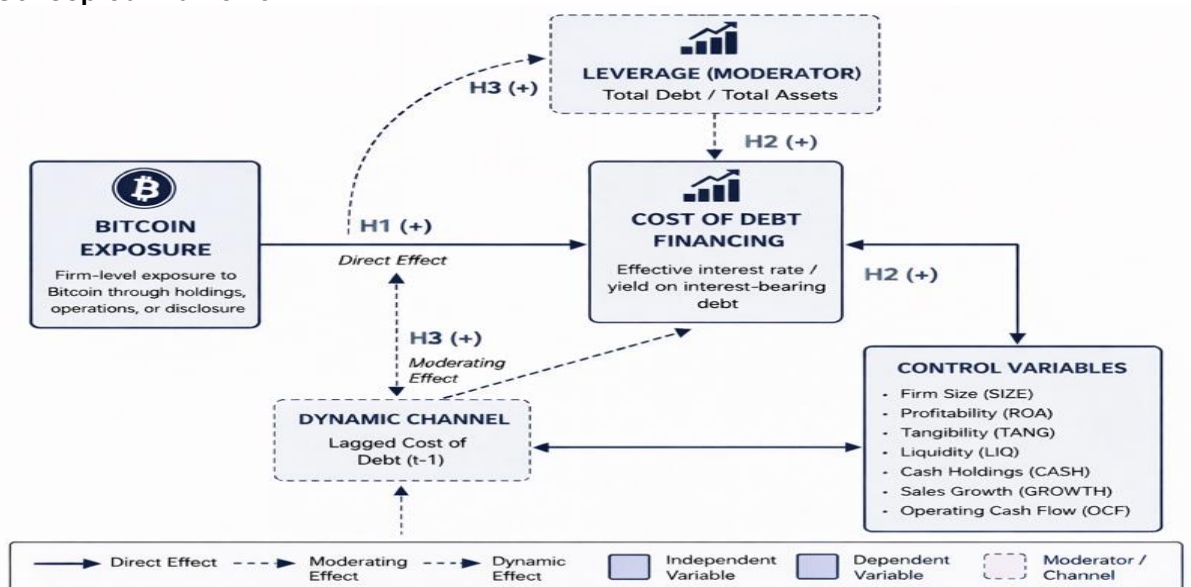 LEVERAGE (MODERATOR)
Total Debt / Total Assets
H3 (+)
H2 (+)
BITCOIN
EXPOSURE
Firm-level exposure to
Bitcoin through holdings,
operations, or disclosure
H1 (+)
Direct Effect
COST OF DEBT
FINANCING
Effective interest rate /
yield on interest-bearing
debt
H2 (+)
H3 (+)
Moderating
Effect
DYNAMIC CHANNEL
Lagged Cost of
Debt (t-1)
CONTROL VARIABLES
• Firm Size (SIZE)
• Profitability (ROA)
• Tangibility (TANG)
• Liquidity (LIQ)
• Cash Holdings (CASH)
• Sales Growth (GROWTH)
• Operating Cash Flow (OCF)
Direct Effect
Moderating
Effect
Dynamic
Effect
Independent
Variable
Dependent
Variable
Moderator /
Channel